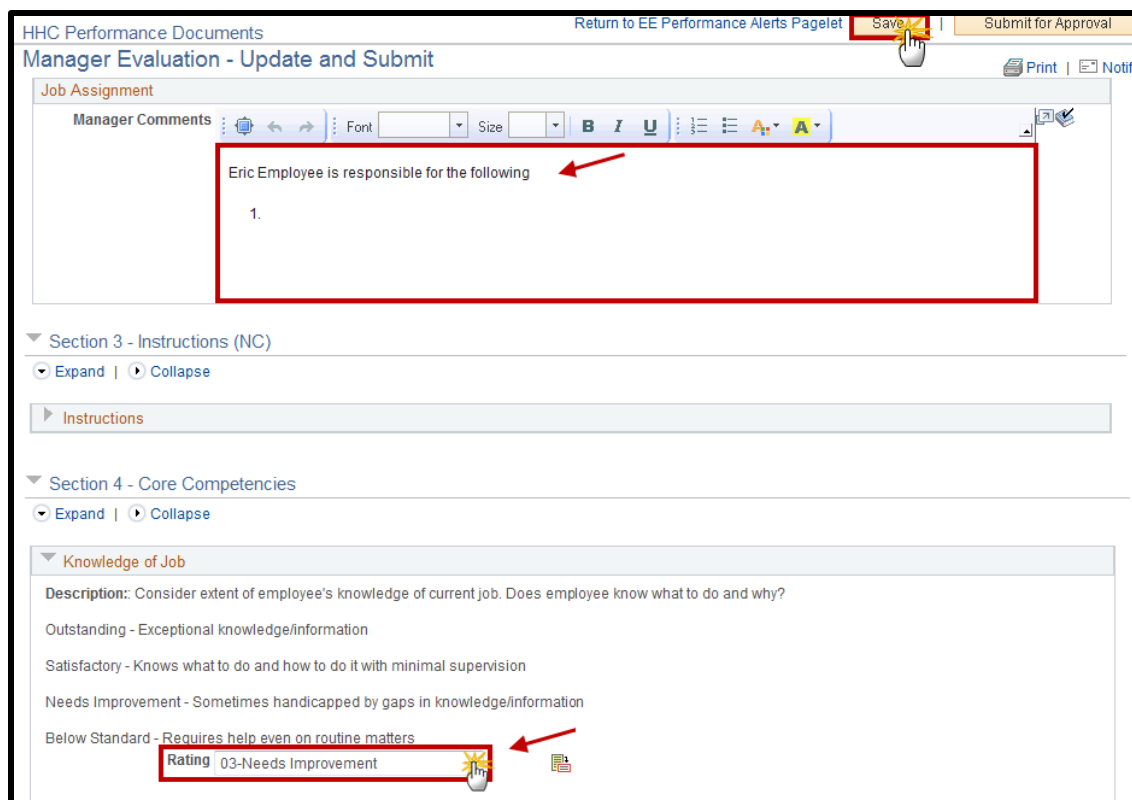 Return to EE Performance Alerts Pagelet Save | Submit for Approval
HHC Performance Documents
Manager Evaluation - Update and Submit
Print | Notif
Job Assignment
Manager Comments Font Size B I U A A
Eric Employee is responsible for the following
1.
Section 3 - Instructions (NC)
Expand | Collapse
Instructions
Section 4 - Core Competencies
Expand | Collapse
Knowledge of Job
Description:: Consider extent of employee's knowledge of current job. Does employee know what to do and why?
Outstanding - Exceptional knowledge/information
Satisfactory - Knows what to do and how to do it with minimal supervision
Needs Improvement - Sometimes handicapped by gaps in knowledge/information
Below Standard - Requires help even on routine matters
Rating 03-Needs Improvement